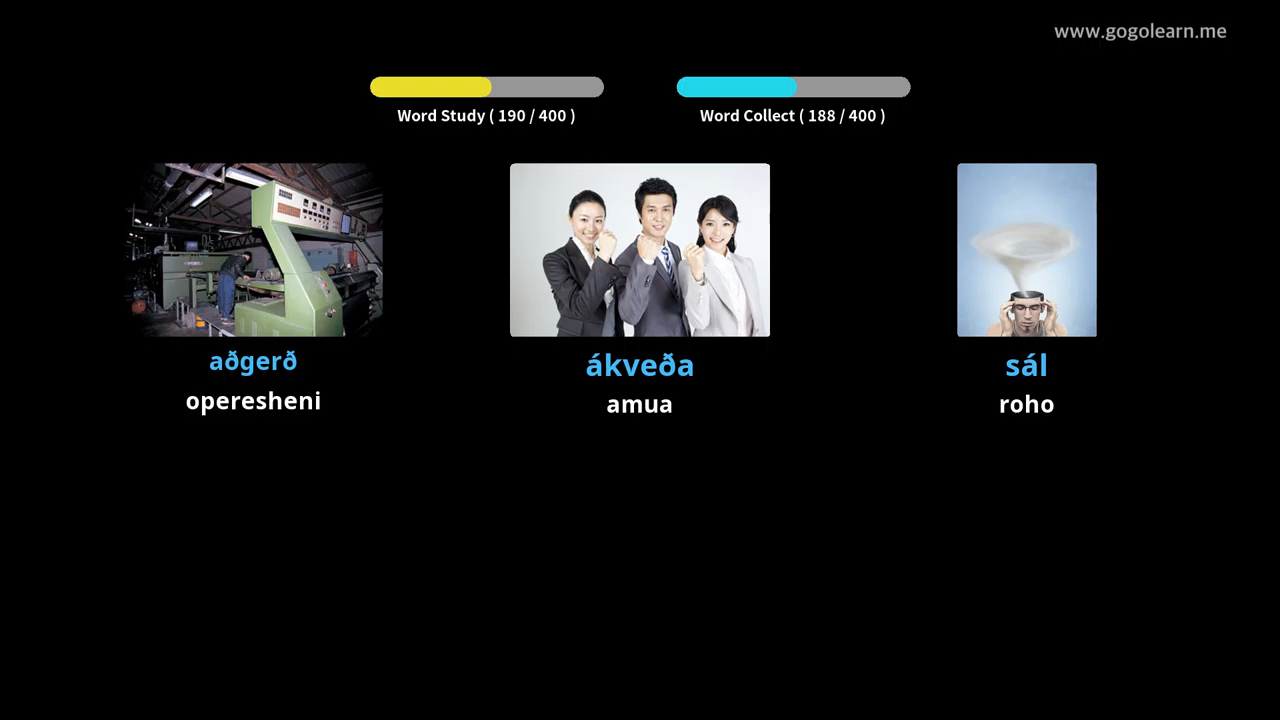 www.gogolearn.me
Word Study ( 190 / 400 )
Word Collect ( 188 / 400 )
aðgerð
operesheni
ákveða
amua
sál
roho